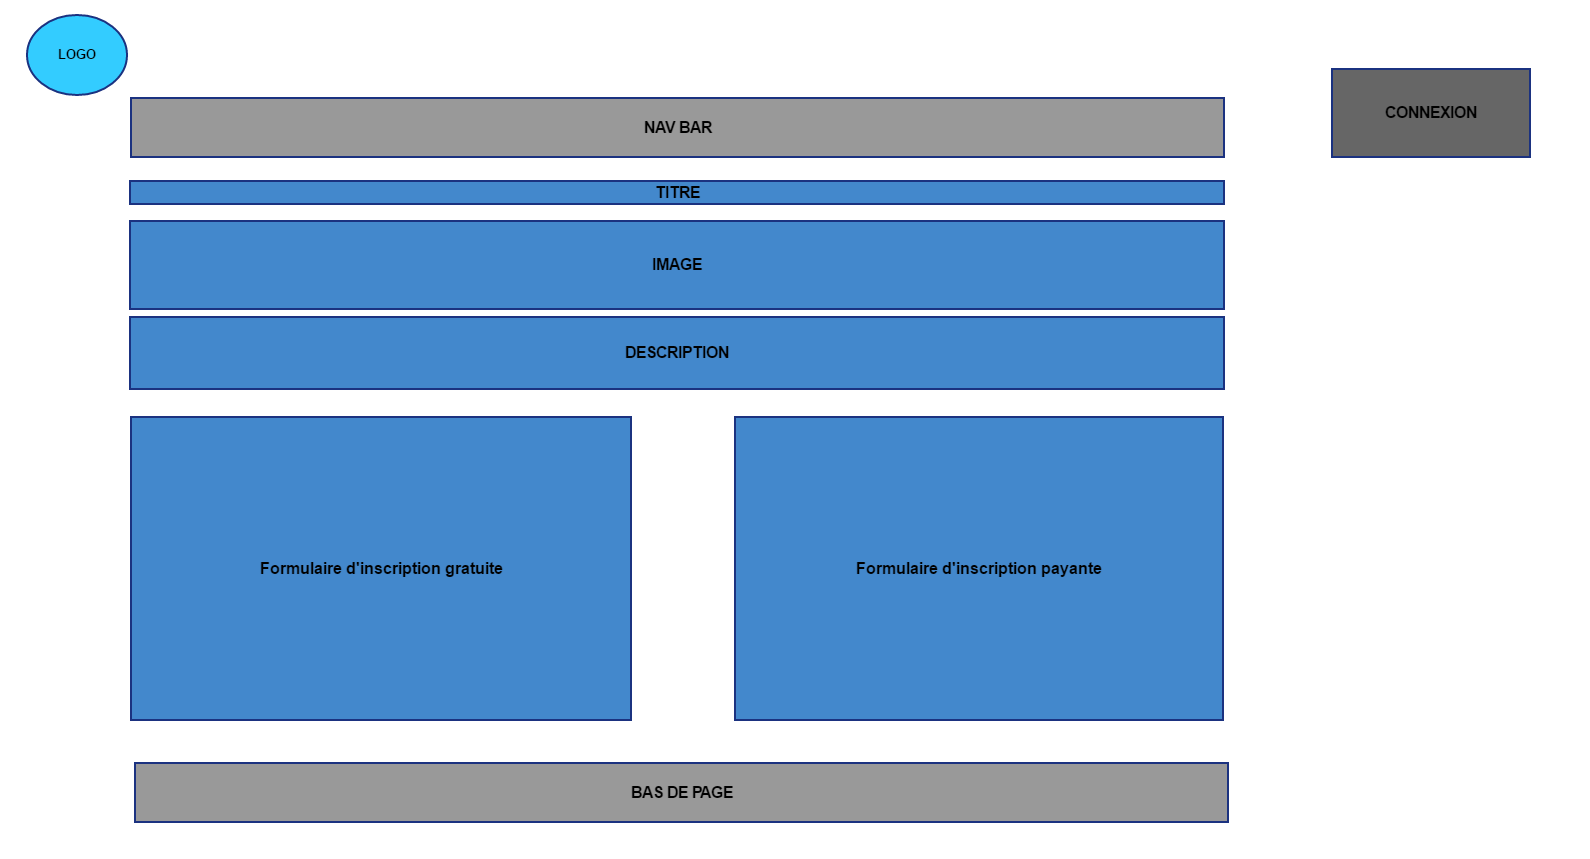 LOGO
CONNEXION
NAV BAR
TITRE
IMAGE
DESCRIPTION
Formulaire d'inscription gratuite
Formulaire d'inscription payante
BAS DE PAGE